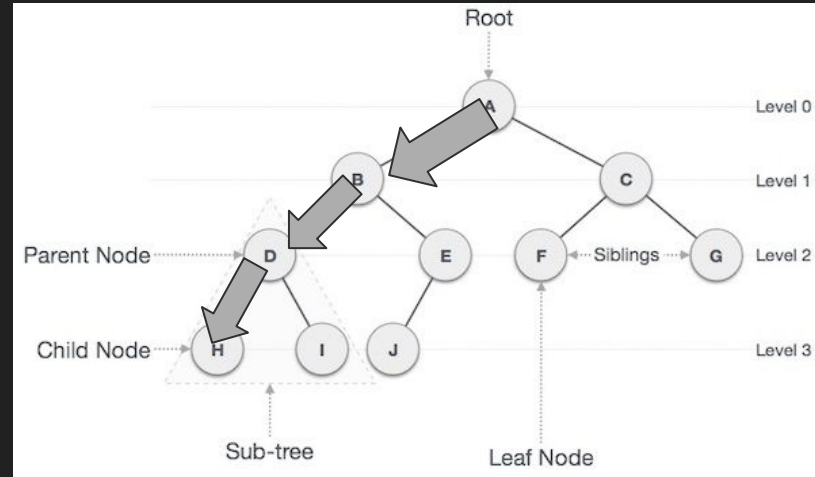 Root
A
Level 0
B
C
Level 1
Parent Node
D
E
F
Siblings
G
Level 2
Child Node
H
I
J
Level 3
Sub-tree
Leaf Node